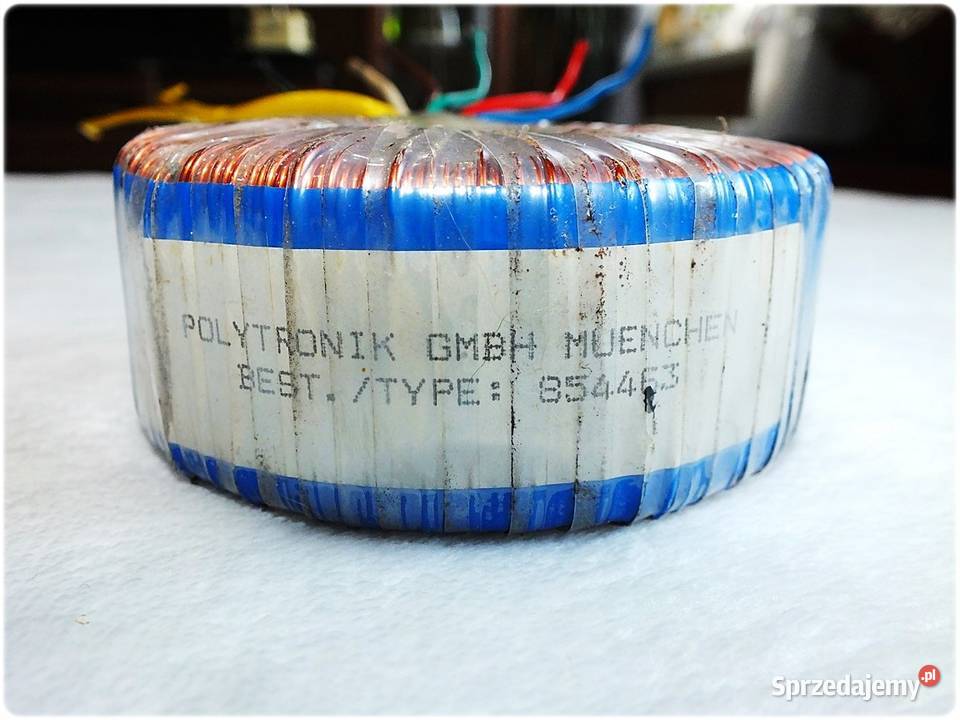 POLYTRONIK GMBH MUENCHEN
BEST./TYPE: 854463
Sprzedajemy.pl